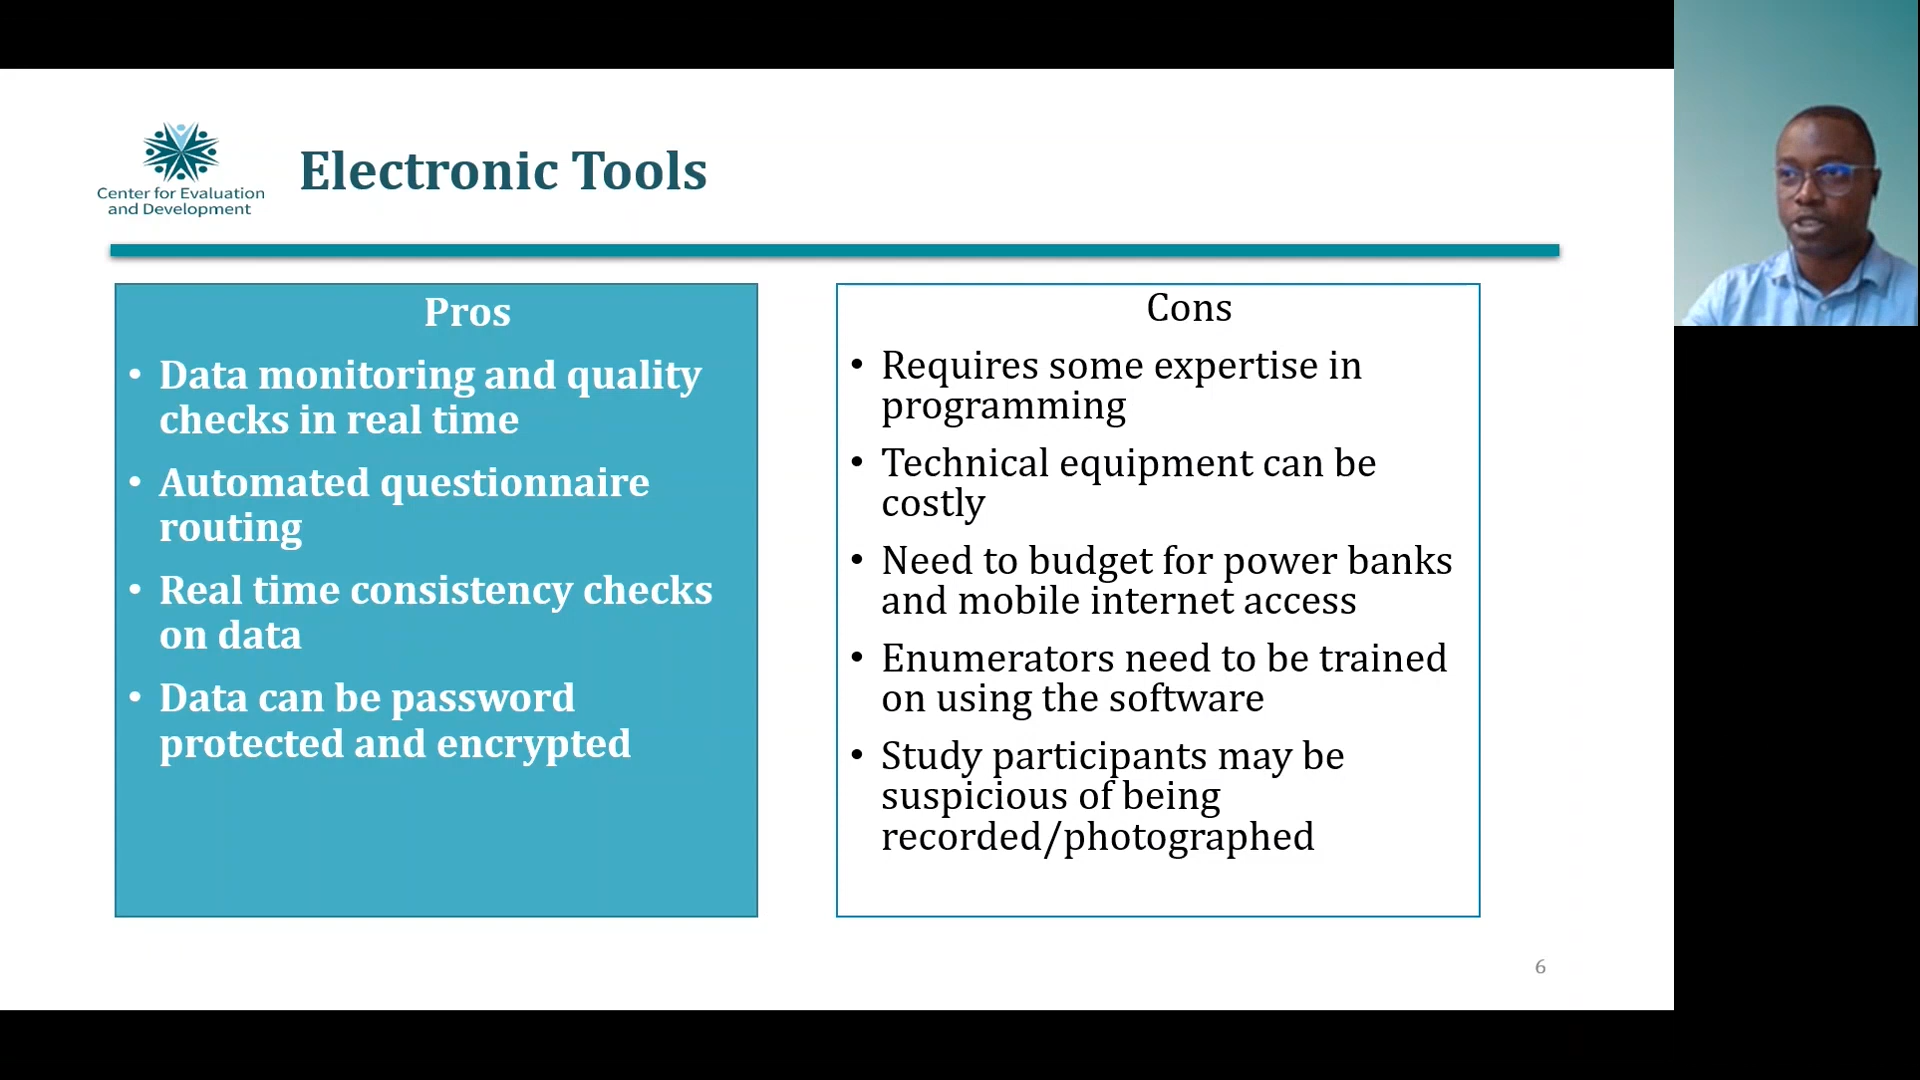 Center for Evaluation
and Development
Electronic Tools
Pros
• Data monitoring and quality
checks in real time
• Automated questionnaire
routing
• Real time consistency checks
on data
• Data can be password
protected and encrypted
Cons
• Requires some expertise in
programming
• Technical equipment can be
costly
• Need to budget for power banks
and mobile internet access
• Enumerators need to be trained
on using the software
• Study participants may be
suspicious of being
recorded/photographed
6